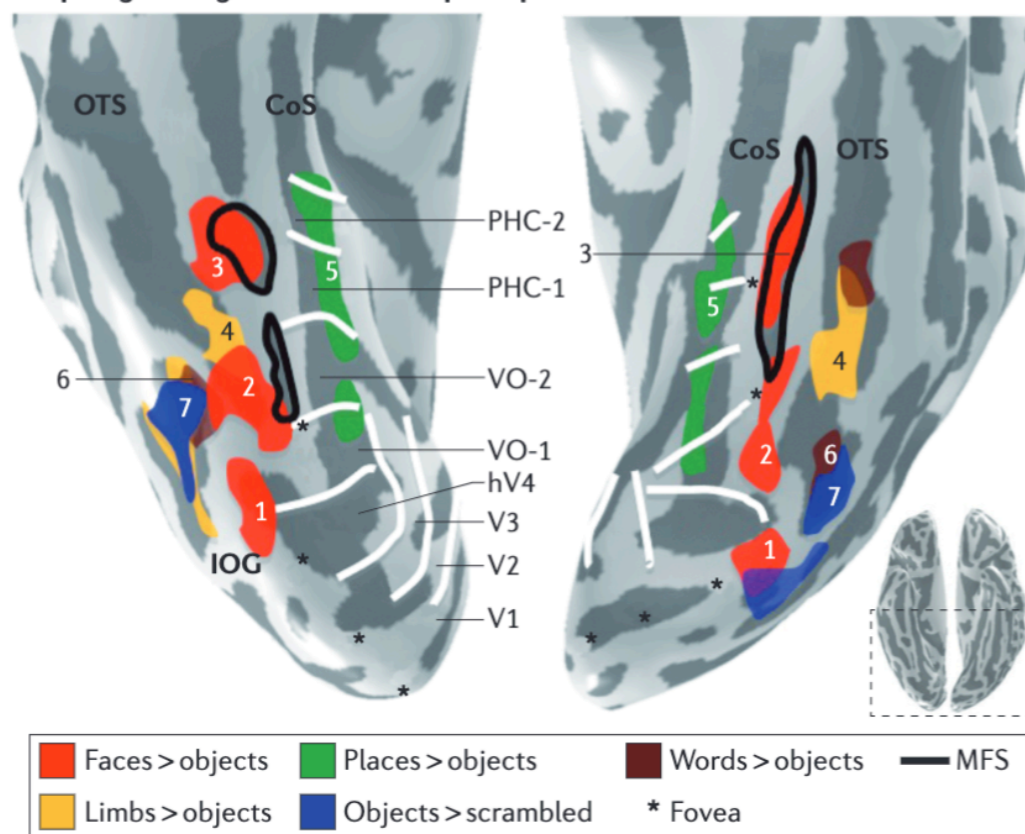 OTS
CoS
CoS
OTS
PHC-2
3
3
5
PHC-1
5
4
4
6
2
VO-2
7
2
6
VO-1
7
hV4
1
V3
1
IOG
V2
V1
*
*
*
*
*
*
*
*
*
Faces > objects
Places > objects
Words > objects
MFS
Limbs > objects
Objects > scrambled
* Fovea